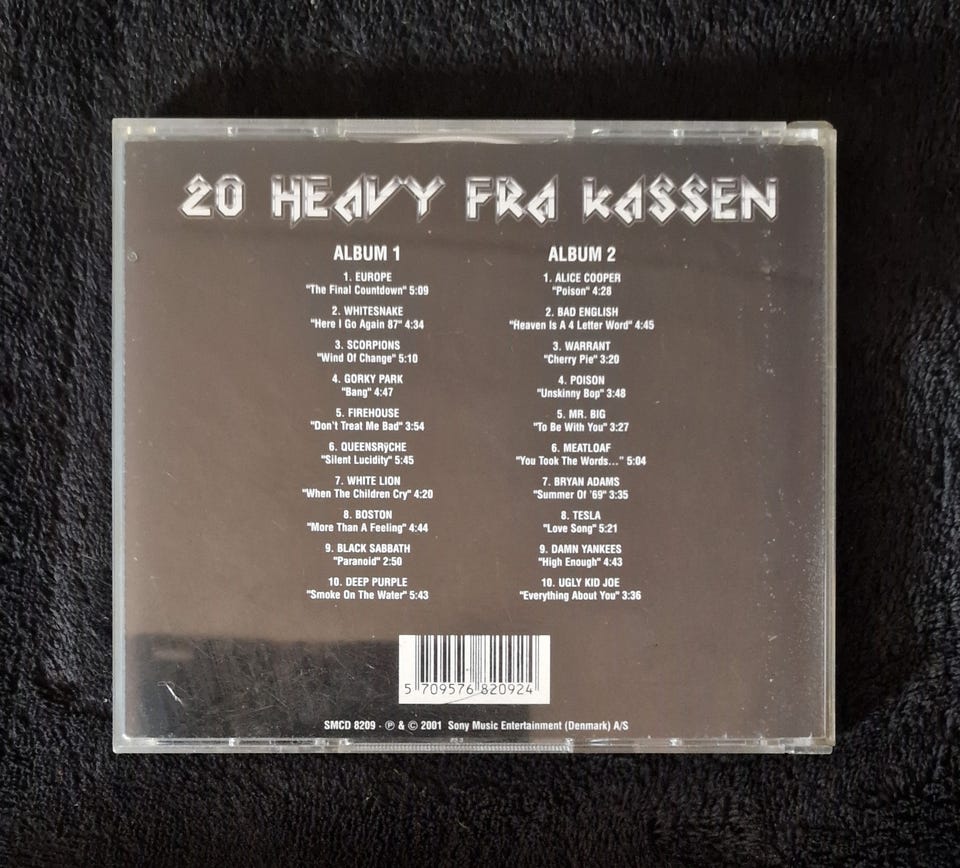 20 HEAVY FRA KASSEN
ALBUM 1
1. EUROPE
"The Final Countdown" 5:09
2. WHITESNAKE
"Here I Go Again 87" 4:34
3. SCORPIONS
"Wind Of Change" 5:10
4. GORKY PARK
"Bang" 4:47
5. FIREHOUSE
"Don't Treat Me Bad" 3:54
6. QUEENSRÿCHE
"Silent Lucidity" 5:45
7. WHITE LION
"When The Children Cry" 4:20
8. BOSTON
"More Than A Feeling" 4:44
9. BLACK SABBATH
"Paranoid" 2:50
10. DEEP PURPLE
"Smoke On The Water" 5:43
ALBUM 2
1. ALICE COOPER
"Poison" 4:28
2. BAD ENGLISH
"Heaven Is A 4 Letter Word" 4:45
3. WARRANT
"Cherry Pie" 3:20
4. POISON
"Unskinny Bop" 3:48
5. MR. BIG
"To Be With You" 3:27
6. MEATLOAF
"You Took The Words..." 5:04
7. BRYAN ADAMS
"Summer Of '69" 3:35
8. TESLA
"Love Song" 5:21
9. DAMN YANKEES
"High Enough" 4:43
10. UGLY KID JOE
"Everything About You" 3:36
5 709576 820924
SMCD 8209 - ℗ & © 2001 Sony Music Entertainment (Denmark) A/S